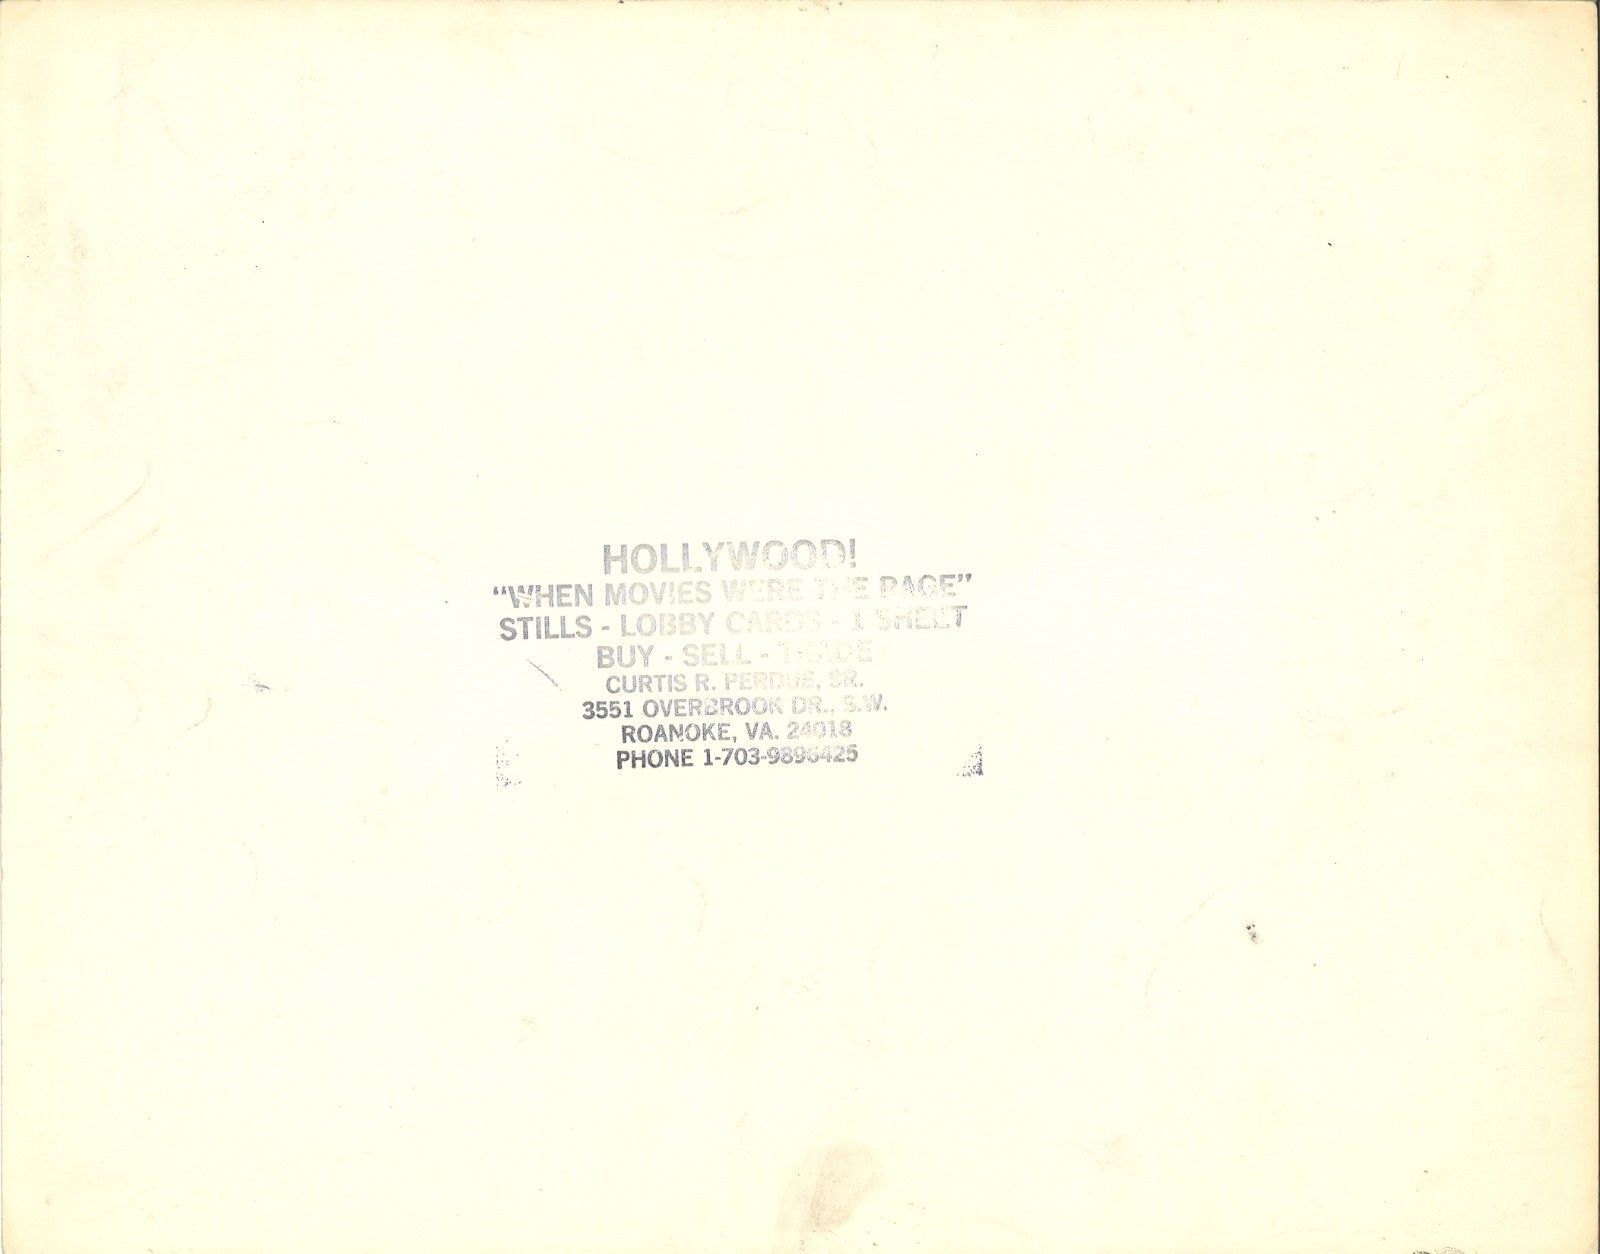 HOLLYWOOD!
"WHEN MOVIES WERE THE RAGE"
STILLS - LOBBY CARDS - 1 SHEET
BUY - SELL - TRADE
CURTIS R. PERDUE, SR.
3551 OVERBROOK DR., S.W.
ROANOKE, VA. 24018
PHONE 1-703-9896425